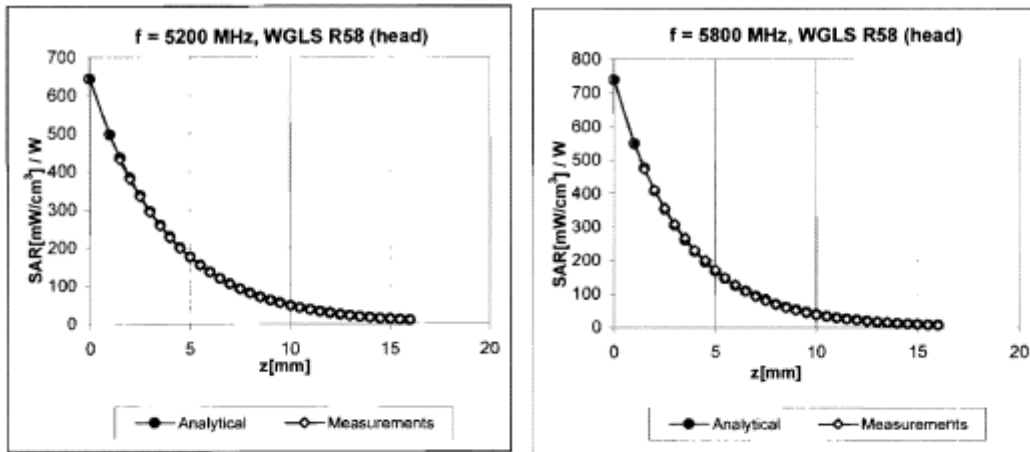 f = 5200 MHz, WGLS R58 (head)
700
600
500
400
300
200
100
0
SAR[mW/cm³] / W
0 5 10 15 20
z[mm]
Analytical Measurements
f = 5800 MHz, WGLS R58 (head)
800
700
600
500
400
300
200
100
0
SAR[mW/cm³] / W
0 5 10 15 20
z[mm]
Analytical Measurements